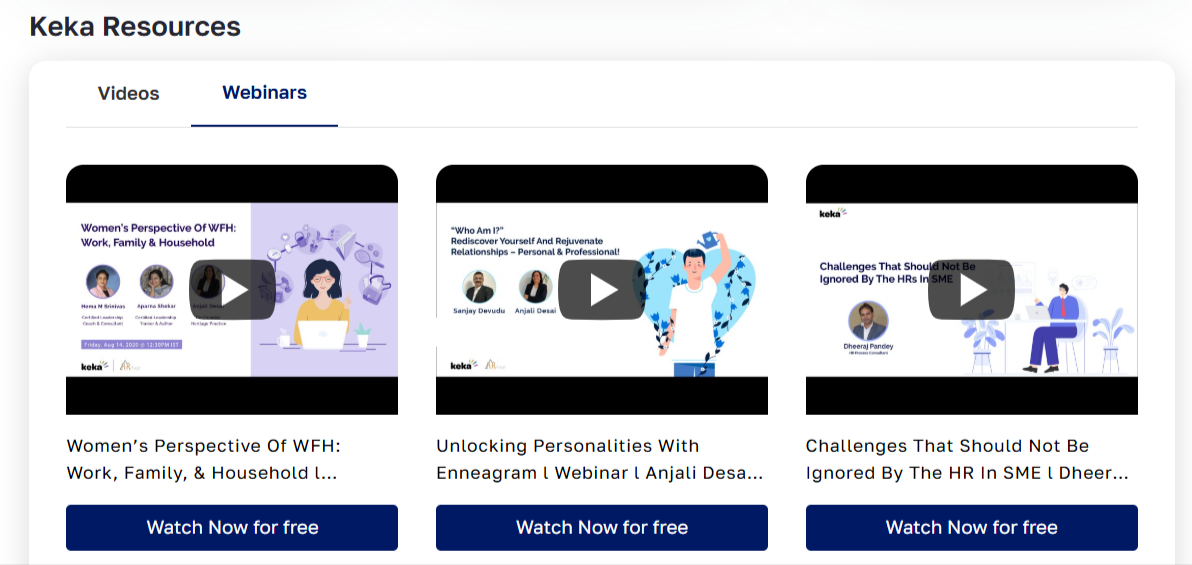 Keka Resources
Videos
Webinars
Women's Perspective Of WFH:
Work, Family & Household
Hema M Srinivas
Aparna Shekar
Certified Leadership
Coach & Consultant
Certified Leadership
Trainer & Author
Heritage Practice
Friday, Aug 14, 2020 @ 12:30PM IST
keka
"Who Am I?"
Rediscover Yourself And Rejuvenate
Relationships – Personal & Professional!
Sanjay Devudu
Anjali Desai
keka
keka
Challenges That Should Not Be
Ignored By The HRs In SME
Dheeraj Pandey
HR Process Consultant
Women's Perspective Of WFH:
Work, Family, & Household l...
Unlocking Personalities With
Enneagram l Webinar l Anjali Desa...
Challenges That Should Not Be
Ignored By The HR In SME l Dheer...
Watch Now for free
Watch Now for free
Watch Now for free